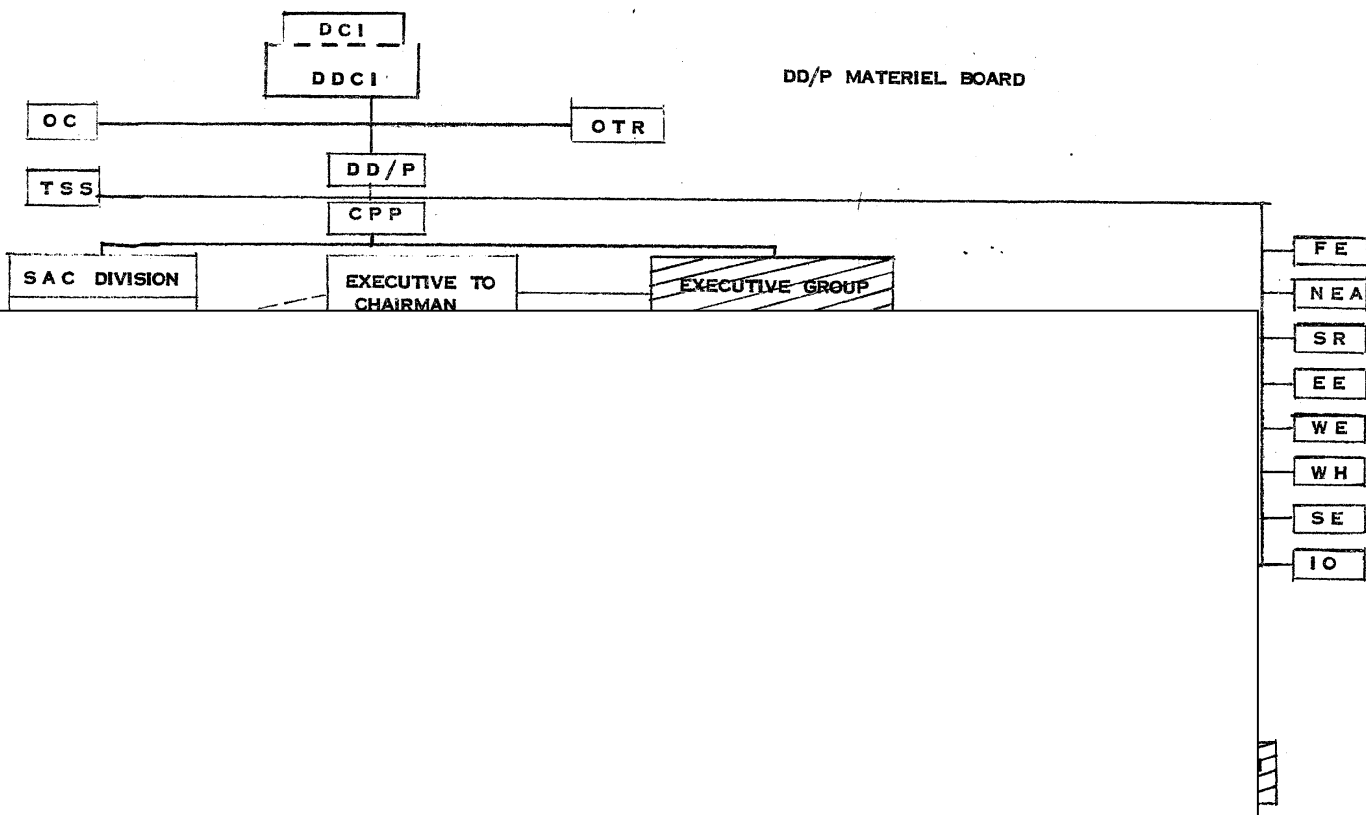 DCI
DDCI
DD/P MATERIEL BOARD
OC
OTR
DD/P
TSS
CPP
SAC DIVISION
EXECUTIVE TO
CHAIRMAN
EXECUTIVE GROUP
FE
NEA
SR
EE
WE
WH
SE
IO